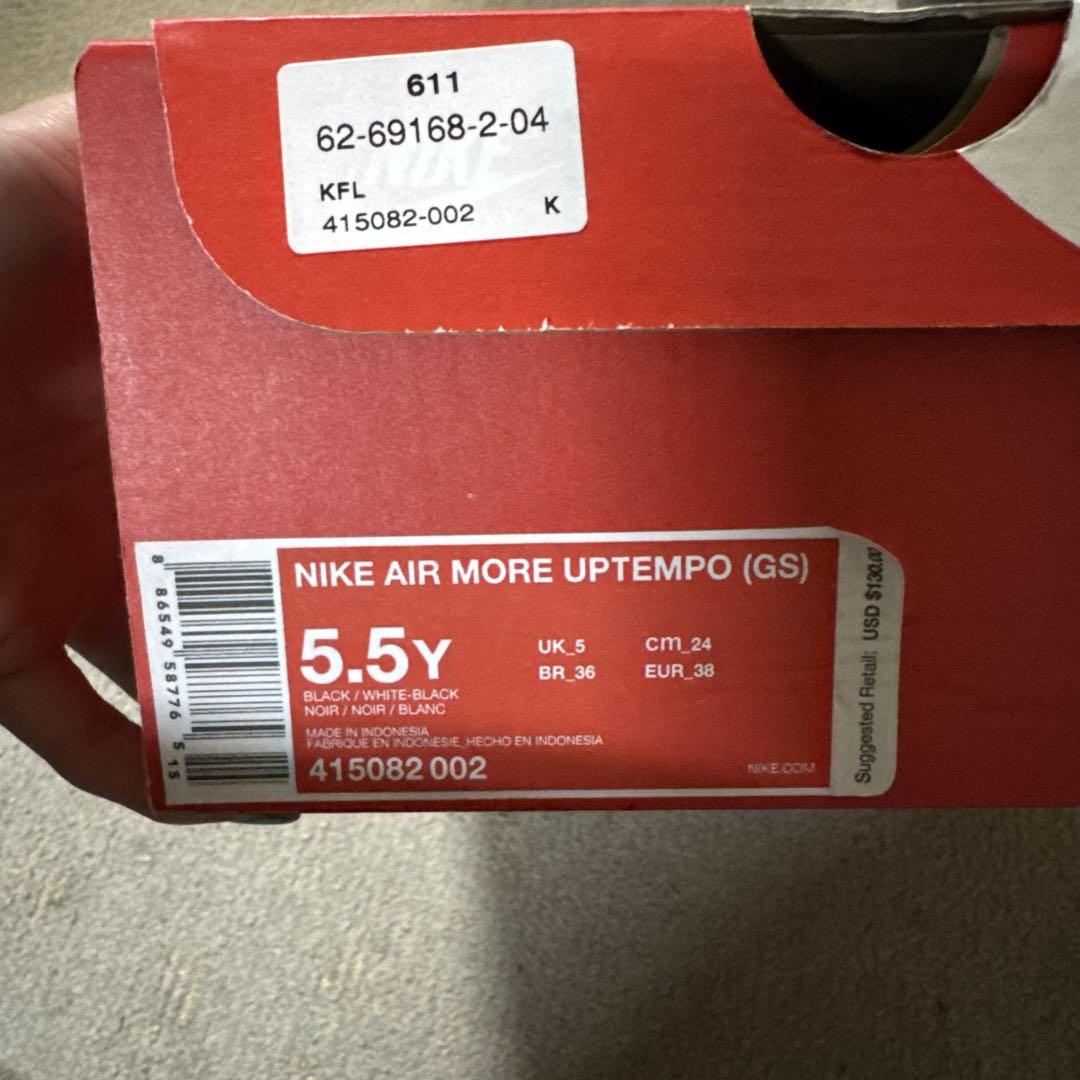 611
62-69168-2-04
KFL
415082-002 K
NIKE
NIKE AIR MORE UPTEMPO (GS)
5.5Y
UK_5 cm_24
BR_36 EUR_38
BLACK / WHITE-BLACK
NOIR / NOIR / BLANC
MADE IN INDONESIA
FABRIQUE EN INDONESIE_HECHO EN INDONESIA
415082 002
NIKE.COM
8 86549 58776 5 15
Suggested Retail: USD $130.00